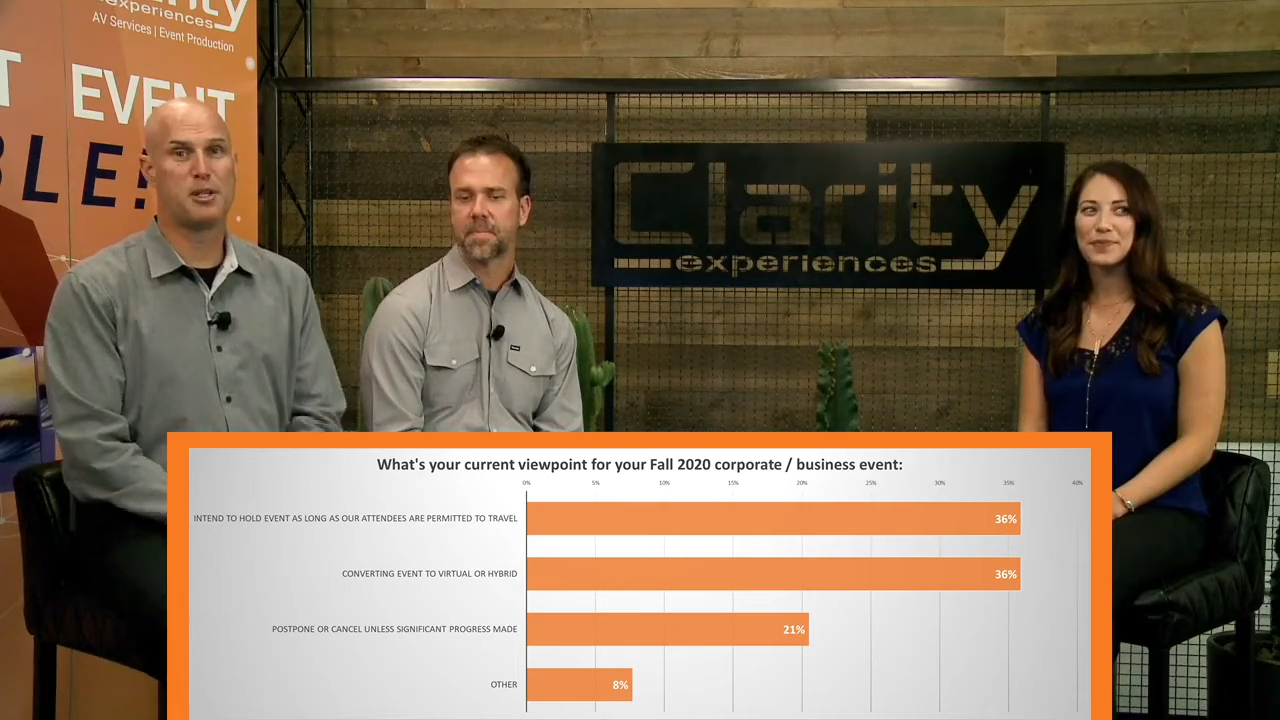 experiences
AV Services | Event Production
T EVENT
BLE!
Clarity
experiences
What's your current viewpoint for your Fall 2020 corporate / business event:
0% 5% 10% 15% 20% 25% 30% 35% 40%
INTEND TO HOLD EVENT AS LONG AS OUR ATTENDEES ARE PERMITTED TO TRAVEL 36%
CONVERTING EVENT TO VIRTUAL OR HYBRID 36%
POSTPONE OR CANCEL UNLESS SIGNIFICANT PROGRESS MADE 21%
OTHER 8%